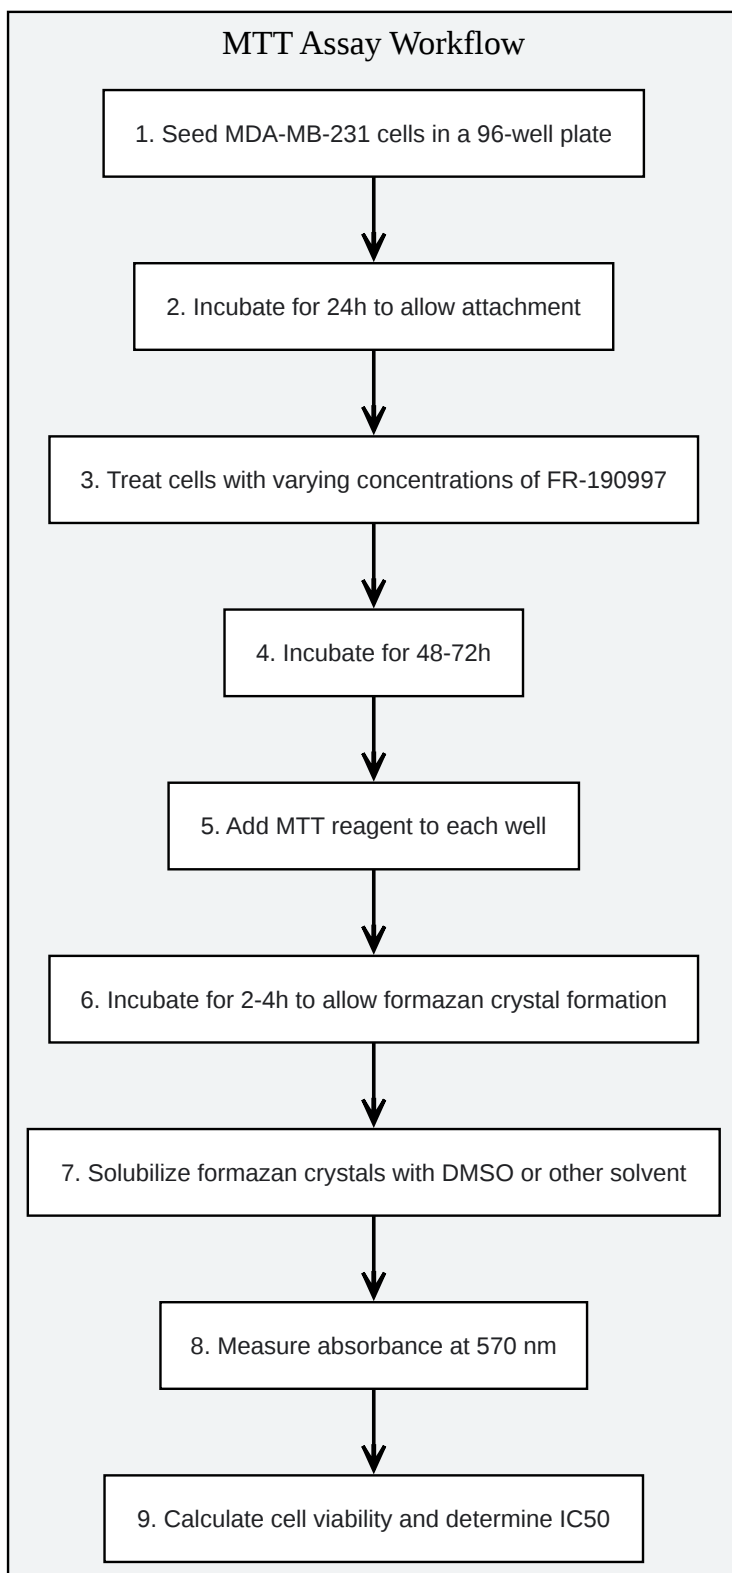 MTT Assay Workflow
1. Seed MDA-MB-231 cells in a 96-well plate
2. Incubate for 24h to allow attachment
3. Treat cells with varying concentrations of FR-190997
4. Incubate for 48-72h
5. Add MTT reagent to each well
6. Incubate for 2-4h to allow formazan crystal formation
7. Solubilize formazan crystals with DMSO or other solvent
8. Measure absorbance at 570 nm
9. Calculate cell viability and determine IC50